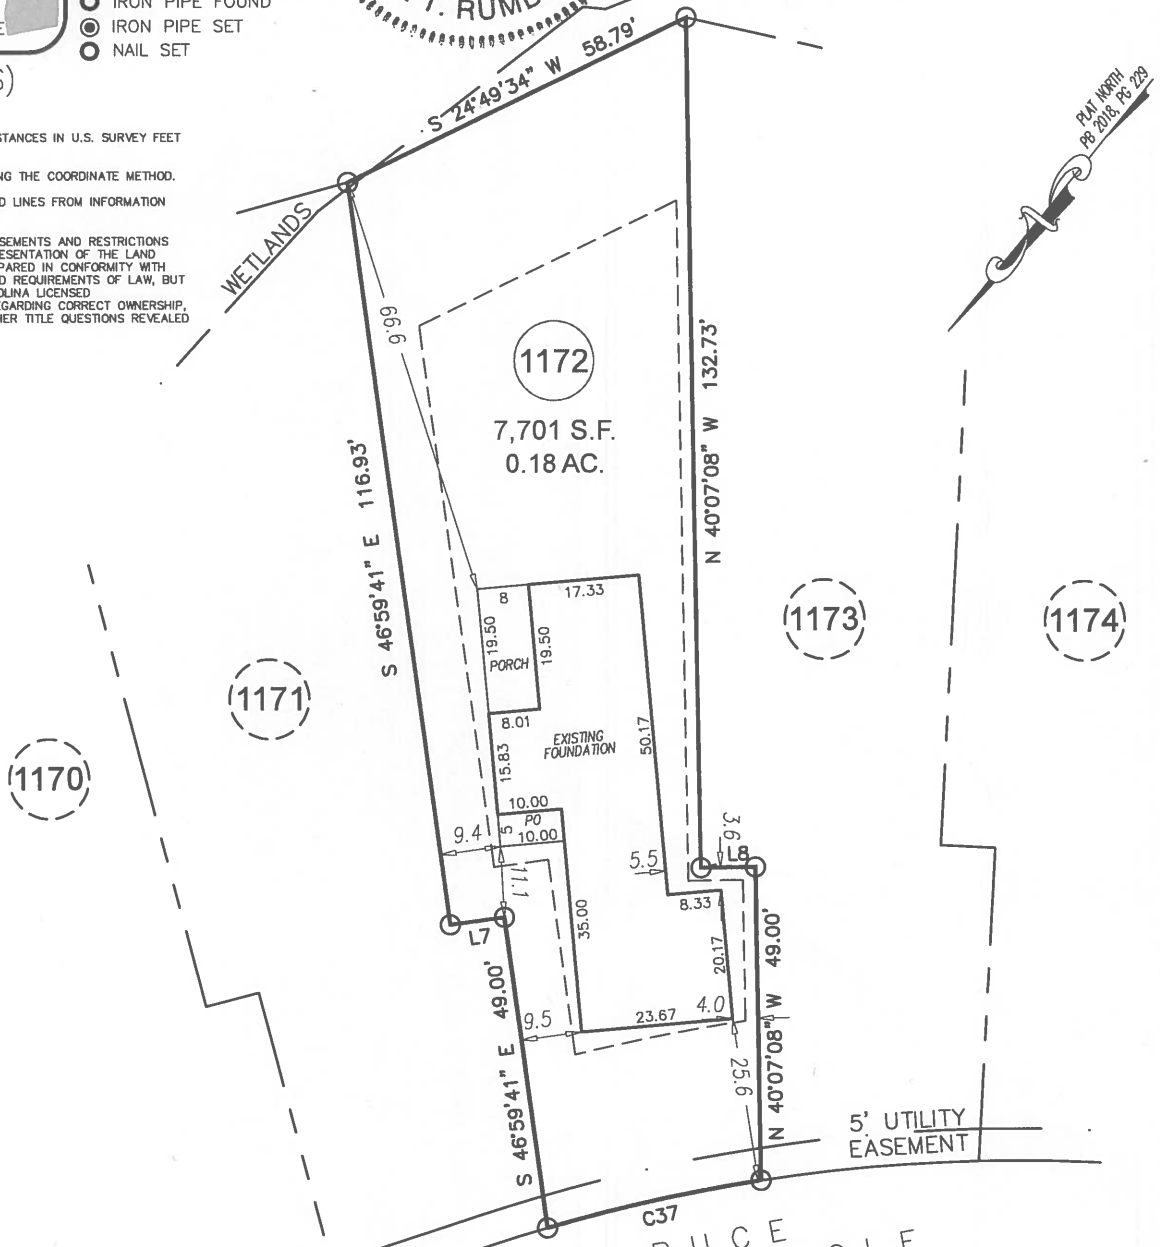 IRON PIPE FOUND
IRON PIPE SET
NAIL SET
T. RUMB
STANCES IN U.S. SURVEY FEET
NG THE COORDINATE METHOD.
D LINES FROM INFORMATION
SEMENTS AND RESTRICTIONS
ESENTATION OF THE LAND
PARED IN CONFORMITY WITH
D REQUIREMENTS OF LAW, BUT
OLINA LICENSED
EGARDING CORRECT OWNERSHIP,
HER TITLE QUESTIONS REVEALED
S 24°49'34" W 58.79'
PLAT NORTH
PB 2018, PG 229
WETLANDS
66.6
1172
7,701 S.F.
0.18 AC.
N 40°07'08" W 132.73'
S 46°59'41" E 116.93'
8
17.33
19.50
19.50
PORCH
1173
1174
1171
1170
8.01
EXISTING
FOUNDATION
15.83
50.17
10.00
PO
5
10.00
9.4
11.1
5.5
3.6
L8
8.33
L7
35.00
20.17
S 46°59'41" E 49.00'
N 40°07'08" W 49.00'
9.5
23.67
4.0
25.6
5' UTILITY
EASEMENT
C37